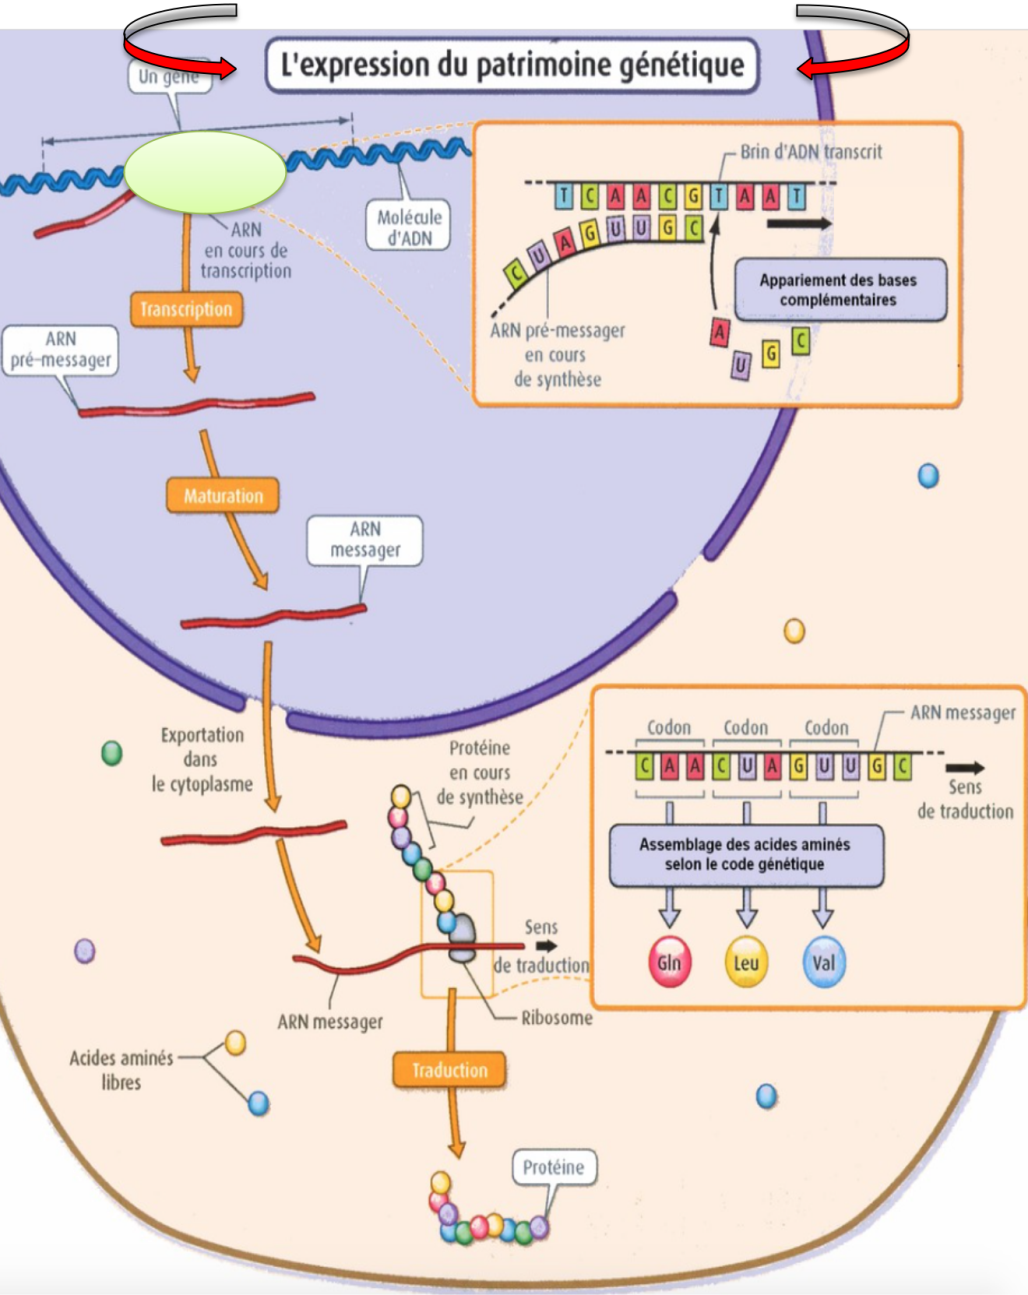 L'expression du patrimoine génétique
Un gène
Molécule
d'ADN
ARN
en cours de
transcription
Transcription
ARN
pré-messager
Brin d'ADN transcrit
T C A A C G T A A T
C U A G U U G C
Appariement des bases
complémentaires
A U G C
ARN pré-messager
en cours
de synthèse
Maturation
ARN
messager
Exportation
dans
le cytoplasme
Protéine
en cours
de synthèse
ARN messager
Codon Codon Codon
C A A C U A G U U G C
Sens
de traduction
Assemblage des acides aminés
selon le code génétique
Gln Leu Val
Sens
de traduction
ARN messager
Ribosome
Acides aminés
libres
Traduction
Protéine